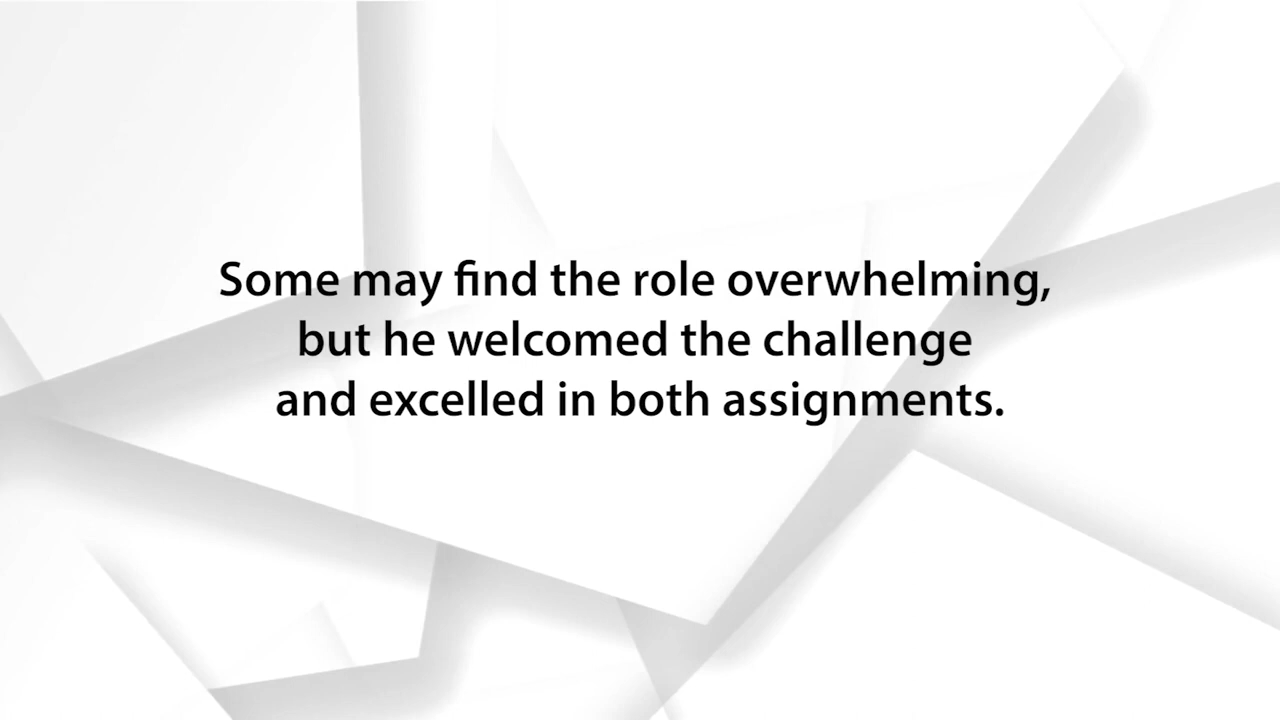 Some may find the role overwhelming,
but he welcomed the challenge
and excelled in both assignments.